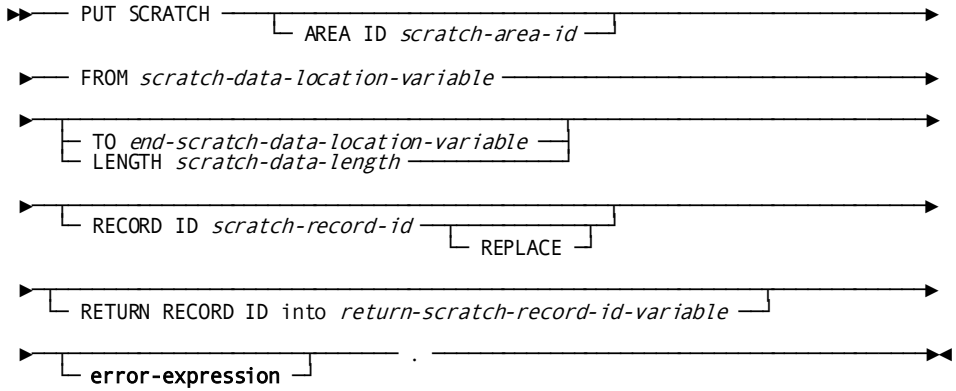 PUT SCRATCH
AREA ID scratch-area-id
FROM scratch-data-location-variable
TO end-scratch-data-location-variable
LENGTH scratch-data-length
RECORD ID scratch-record-id
REPLACE
RETURN RECORD ID into return-scratch-record-id-variable
error-expression
.